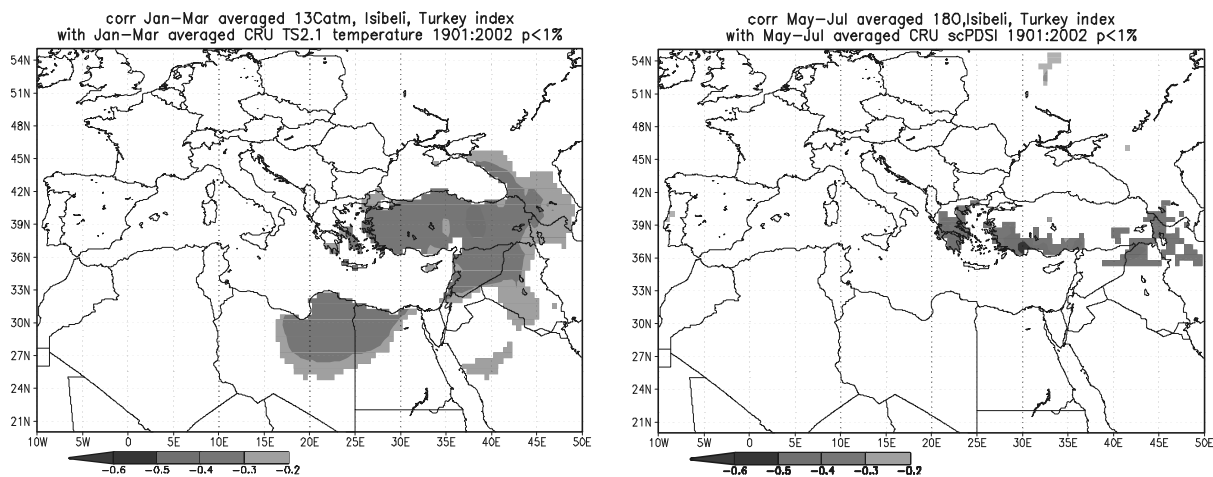 corr Jan-Mar averaged 13Catm, Isibeli, Turkey index
with Jan-Mar averaged CRU TS2.1 temperature 1901:2002 p<1%
54N
51N
48N
45N
42N
39N
36N
33N
30N
27N
24N
21N
10W 5W 0 5E 10E 15E 20E 25E 30E 35E 40E 45E 50E
-0.6 -0.5 -0.4 -0.3 -0.2
corr May-Jul averaged 18O,Isibeli, Turkey index
with May-Jul averaged CRU scPDSI 1901:2002 p<1%
54N
51N
48N
45N
42N
39N
36N
33N
30N
27N
24N
21N
10W 5W 0 5E 10E 15E 20E 25E 30E 35E 40E 45E 50E
-0.6 -0.5 -0.4 -0.3 -0.2